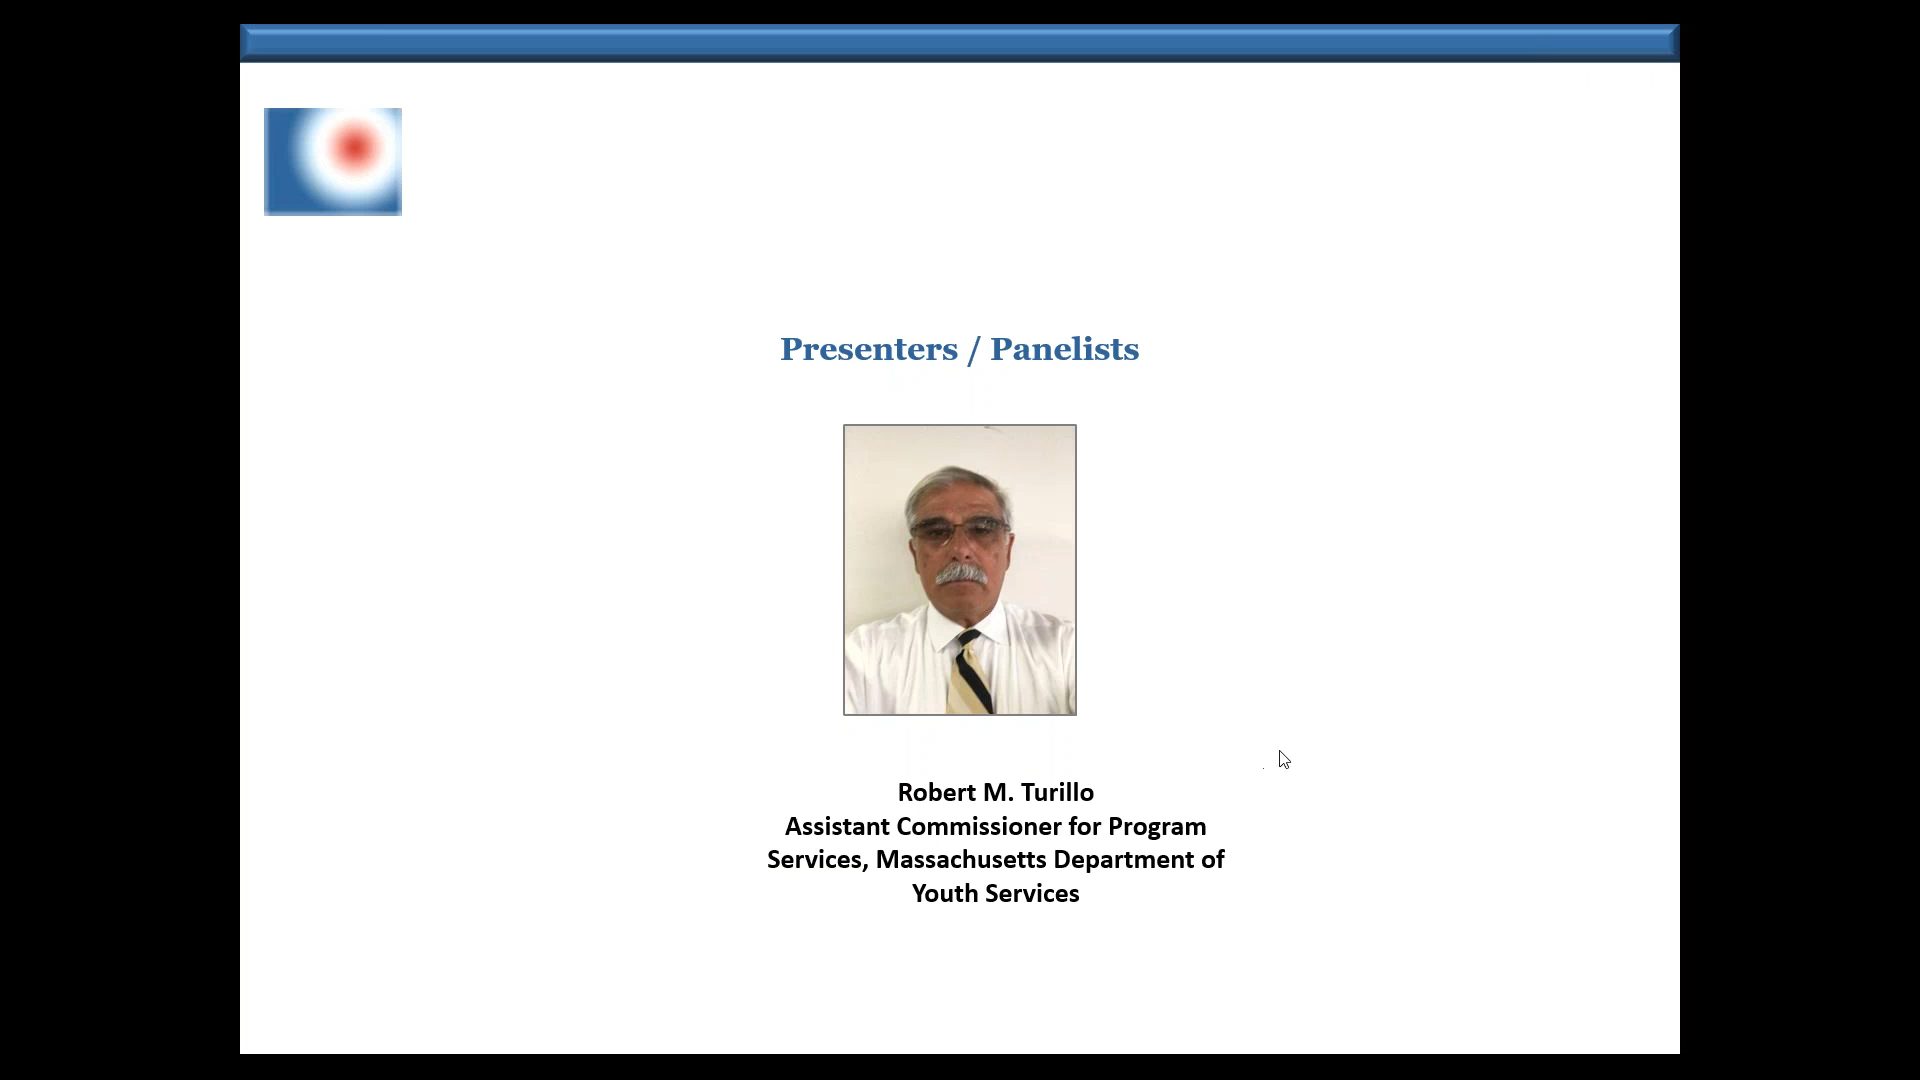 Presenters / Panelists
Robert M. Turillo
Assistant Commissioner for Program
Services, Massachusetts Department of
Youth Services